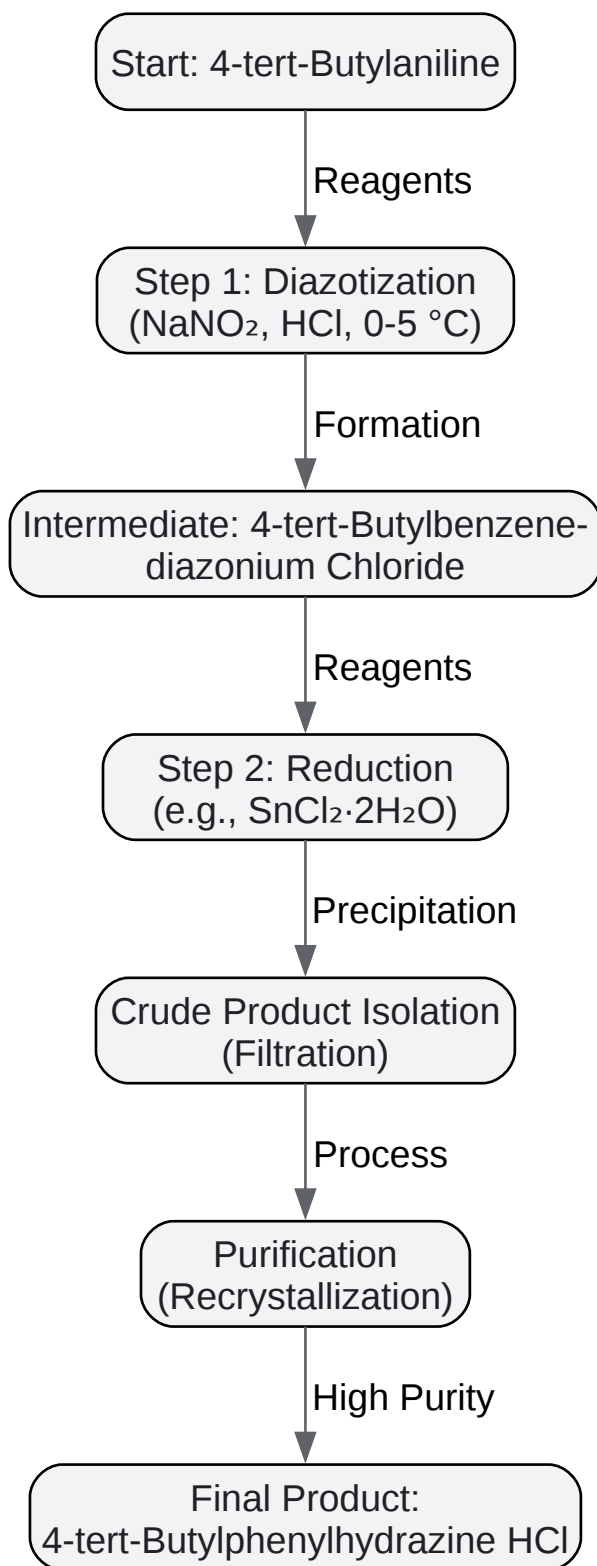 Start: 4-tert-Butylaniline
Reagents
Step 1: Diazotization
(NaNO₂, HCl, 0-5 °C)
Formation
Intermediate: 4-tert-Butylbenzene-
diazonium Chloride
Reagents
Step 2: Reduction
(e.g., SnCl₂·2H₂O)
Precipitation
Crude Product Isolation
(Filtration)
Process
Purification
(Recrystallization)
High Purity
Final Product:
4-tert-Butylphenylhydrazine HCl